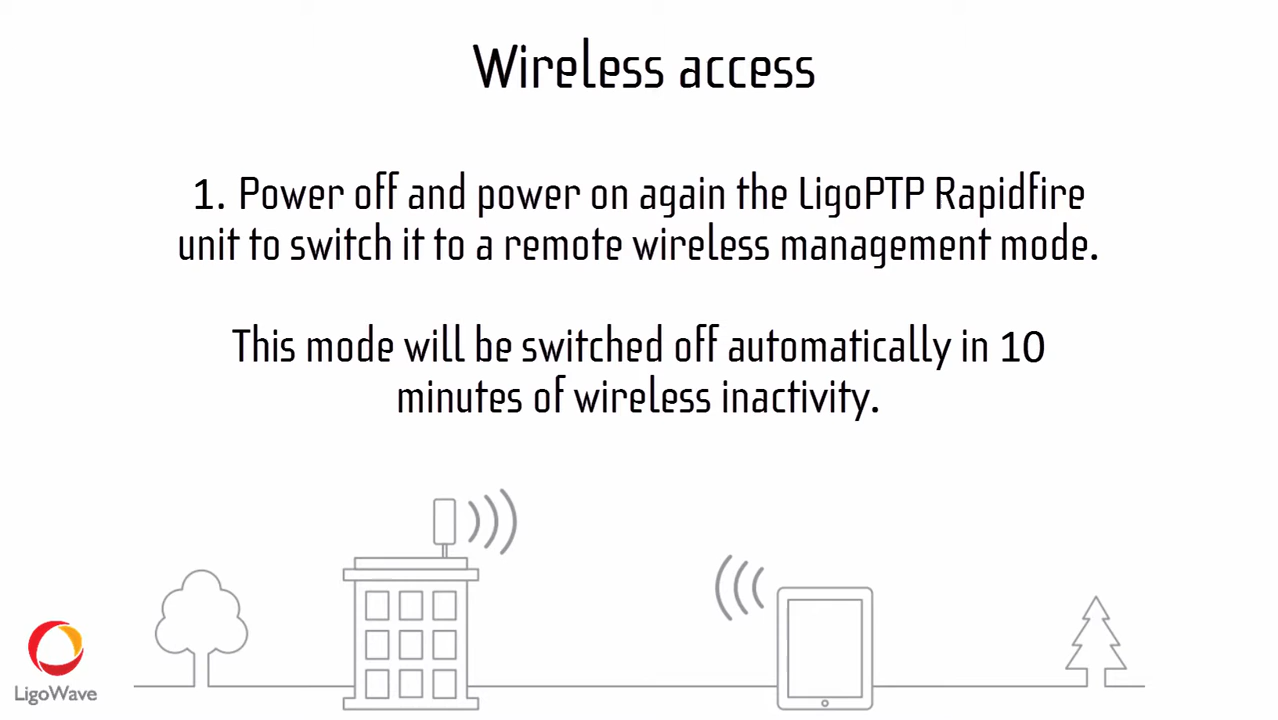 Wireless access
1. Power off and power on again the LigoPTP Rapidfire
unit to switch it to a remote wireless management mode.
This mode will be switched off automatically in 10
minutes of wireless inactivity.
LigoWave